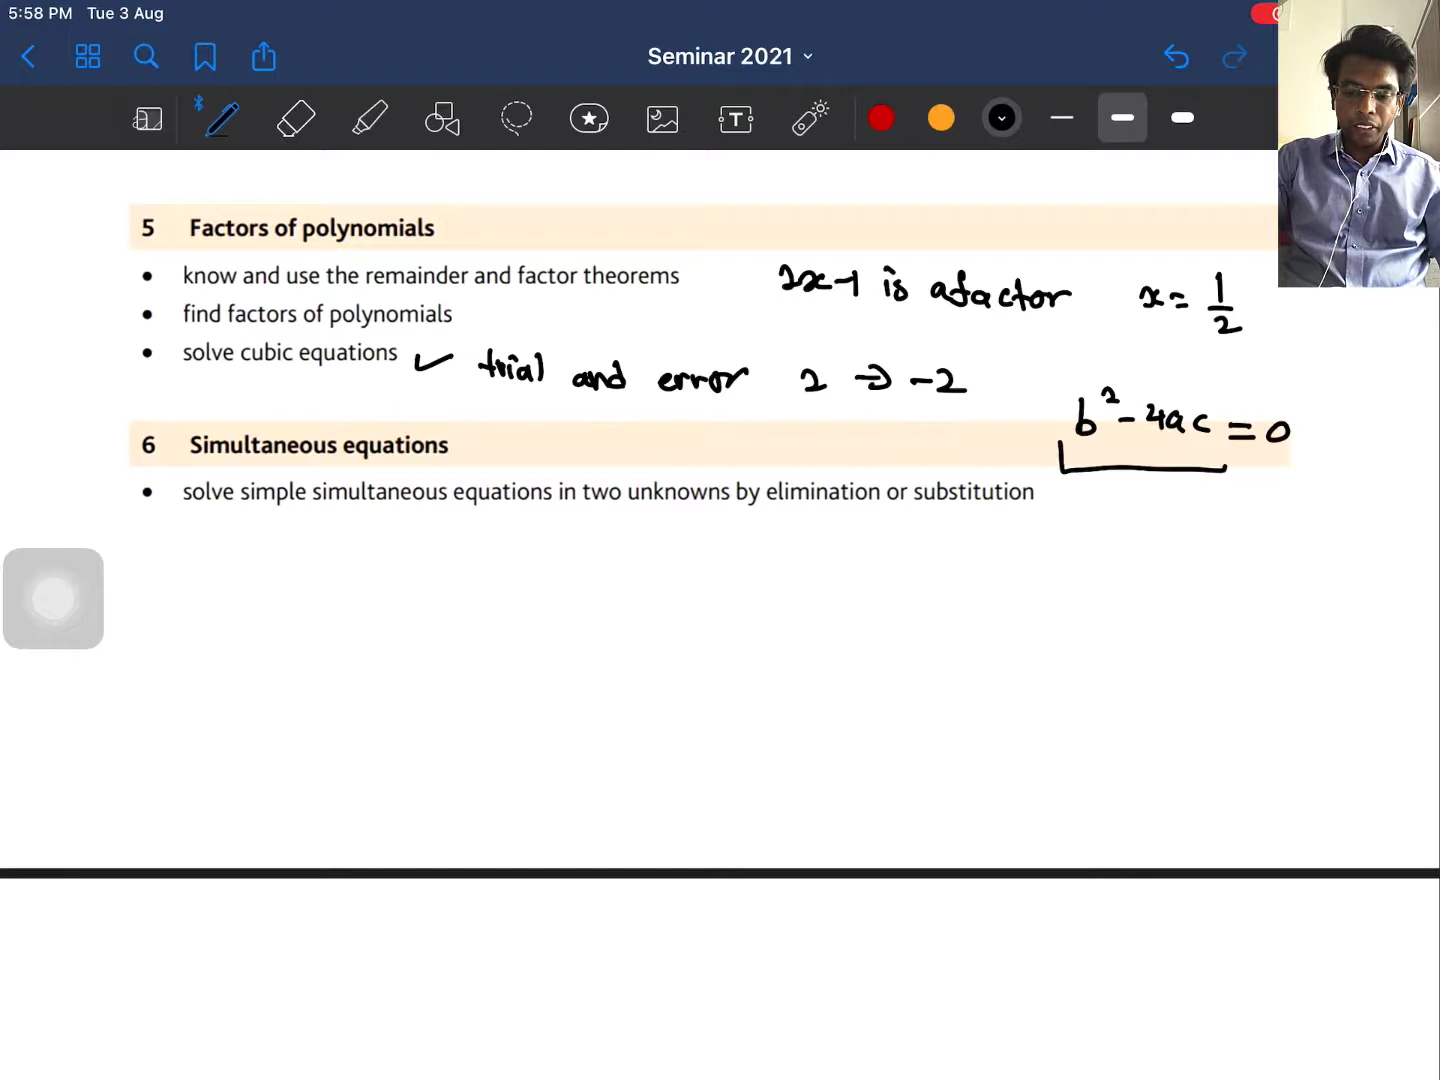 5:58 PM Tue 3 Aug
Seminar 2021
T
5 Factors of polynomials
• know and use the remainder and factor theorems
2x-1 is a factor x = 1/2
• find factors of polynomials
• solve cubic equations ✓ trial and error 2 → -2
b² - 4ac = 0
6 Simultaneous equations
• solve simple simultaneous equations in two unknowns by elimination or substitution